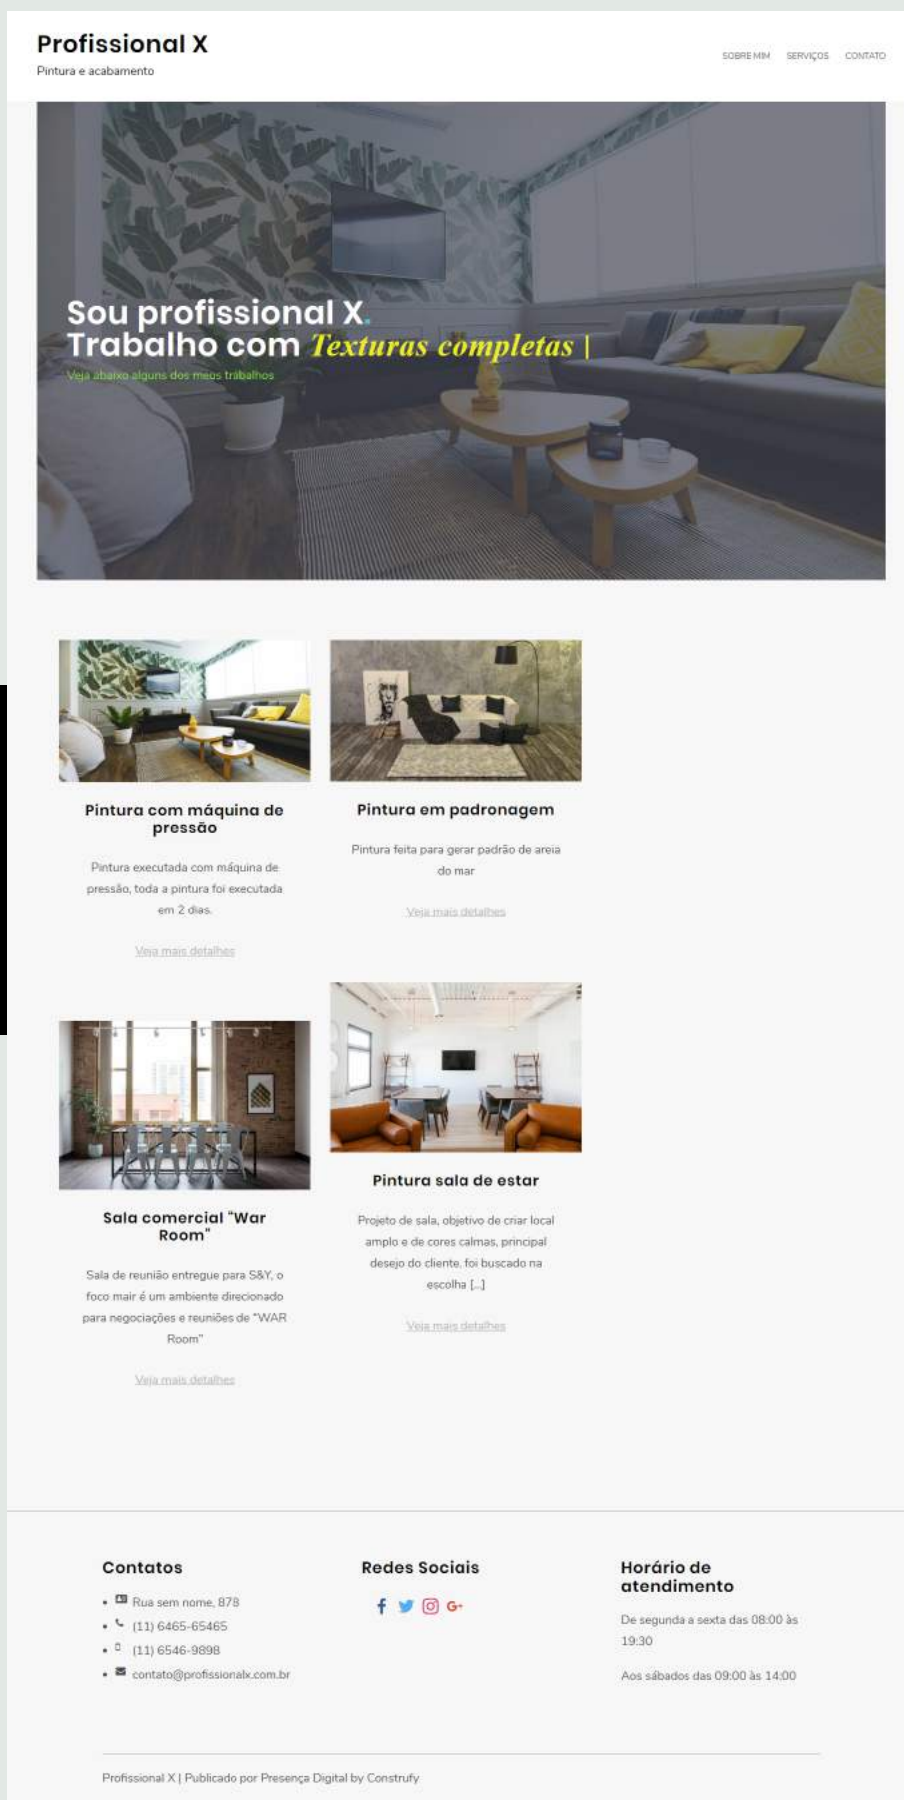 Profissional X
Pintura e acabamento
SOBRE MIM SERVIÇOS CONTATO
Sou profissional X.
Trabalho com Texturas completas |
Veja abaixo alguns dos meus trabalhos
Pintura com máquina de
pressão
Pintura executada com máquina de
pressão, toda a pintura foi executada
em 2 dias.
Veja mais detalhes
Pintura em padronagem
Pintura feita para gerar padrão de areia
do mar
Veja mais detalhes
Sala comercial “War
Room”
Sala de reunião entregue para S&Y, o
foco mair é um ambiente direcionado
para negociações e reuniões de “WAR
Room”
Veja mais detalhes
Pintura sala de estar
Projeto de sala, objetivo de criar local
amplo e de cores calmas, principal
desejo do cliente, foi buscado na
escolha [...]
Veja mais detalhes
Contatos
Rua sem nome, 878
(11) 6465-65465
(11) 6546-9898
contato@profissionalx.com.br
Redes Sociais
Horário de
atendimento
De segunda a sexta das 08:00 às
19:30
Aos sábados das 09:00 às 14:00
Profissional X | Publicado por Presença Digital by Construfy